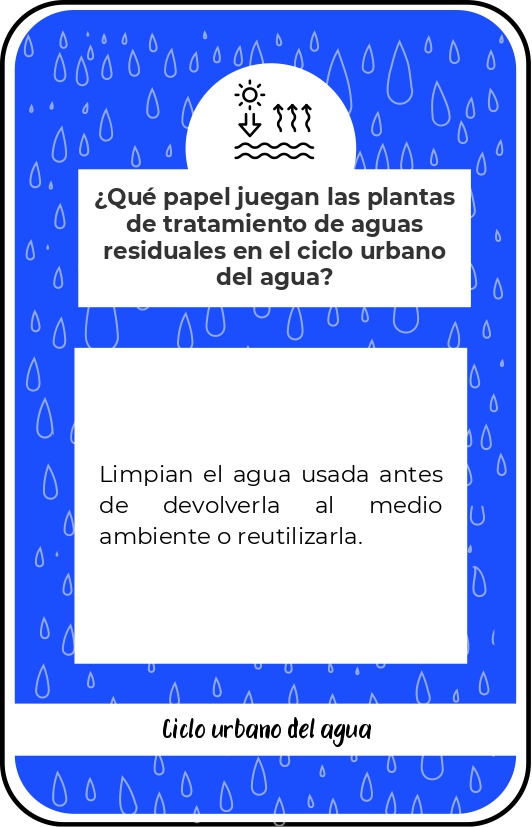 ¿Qué papel juegan las plantas
de tratamiento de aguas
residuales en el ciclo urbano
del agua?
Limpian el agua usada antes
de devolverla al medio
ambiente o reutilizarla.
Ciclo urbano del agua